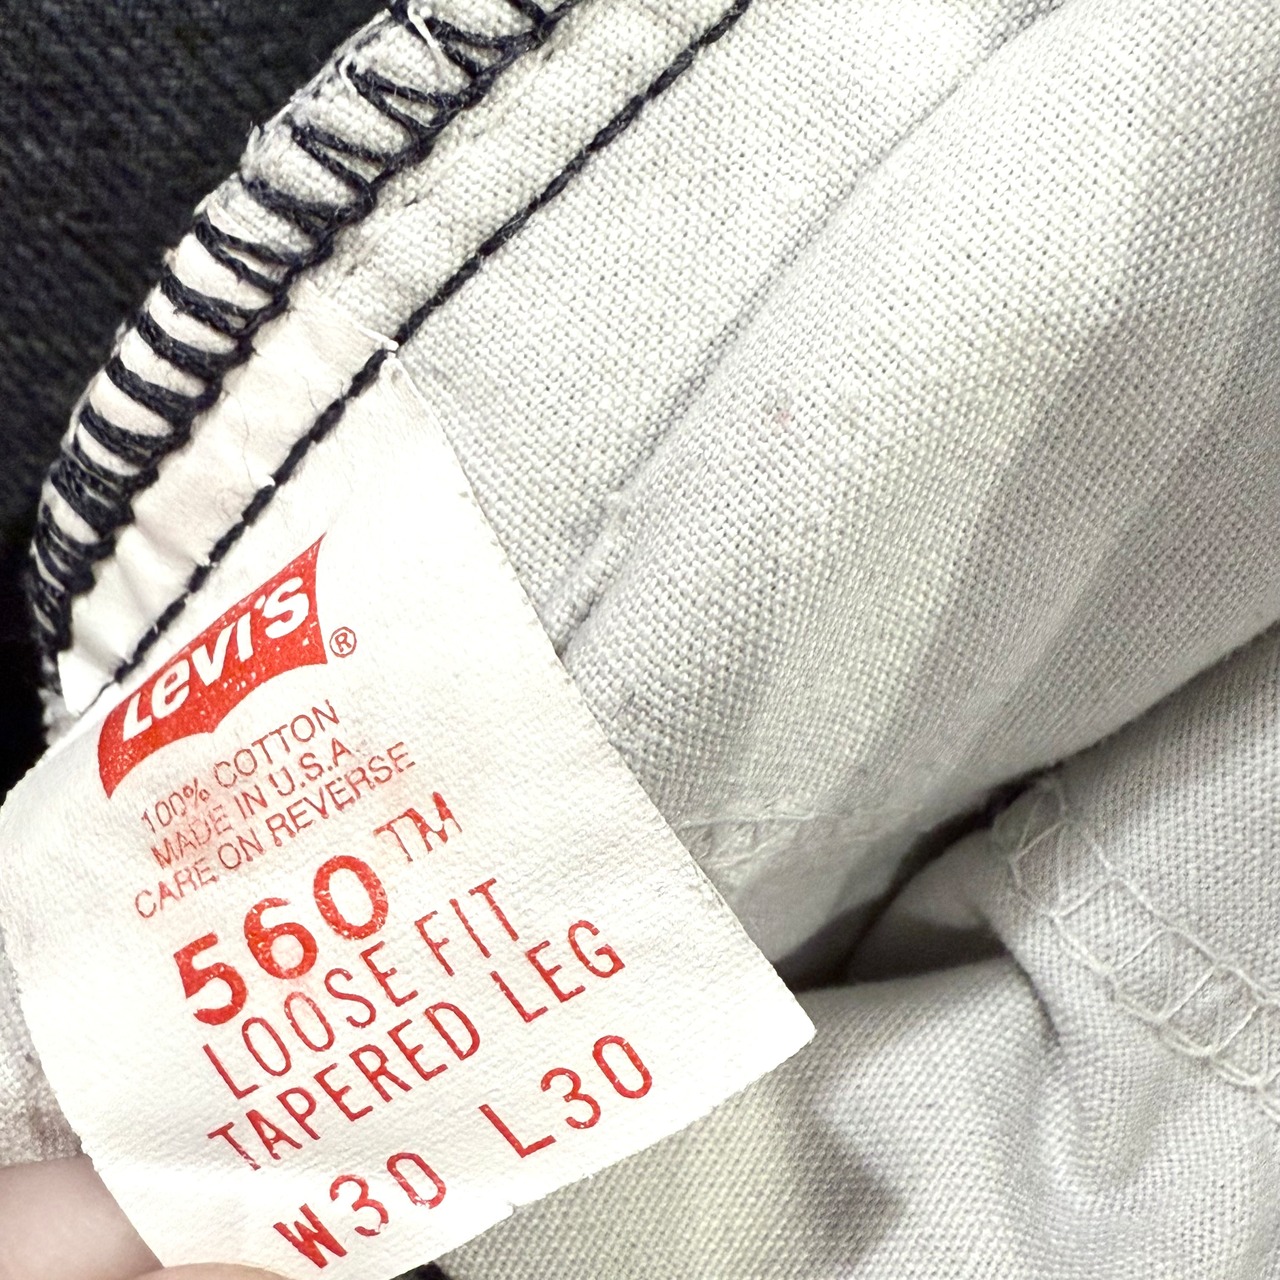 Levi's ®
100% COTTON
MADE IN U.S.A.
CARE ON REVERSE
560™
LOOSE FIT
TAPERED LEG
W30 L30